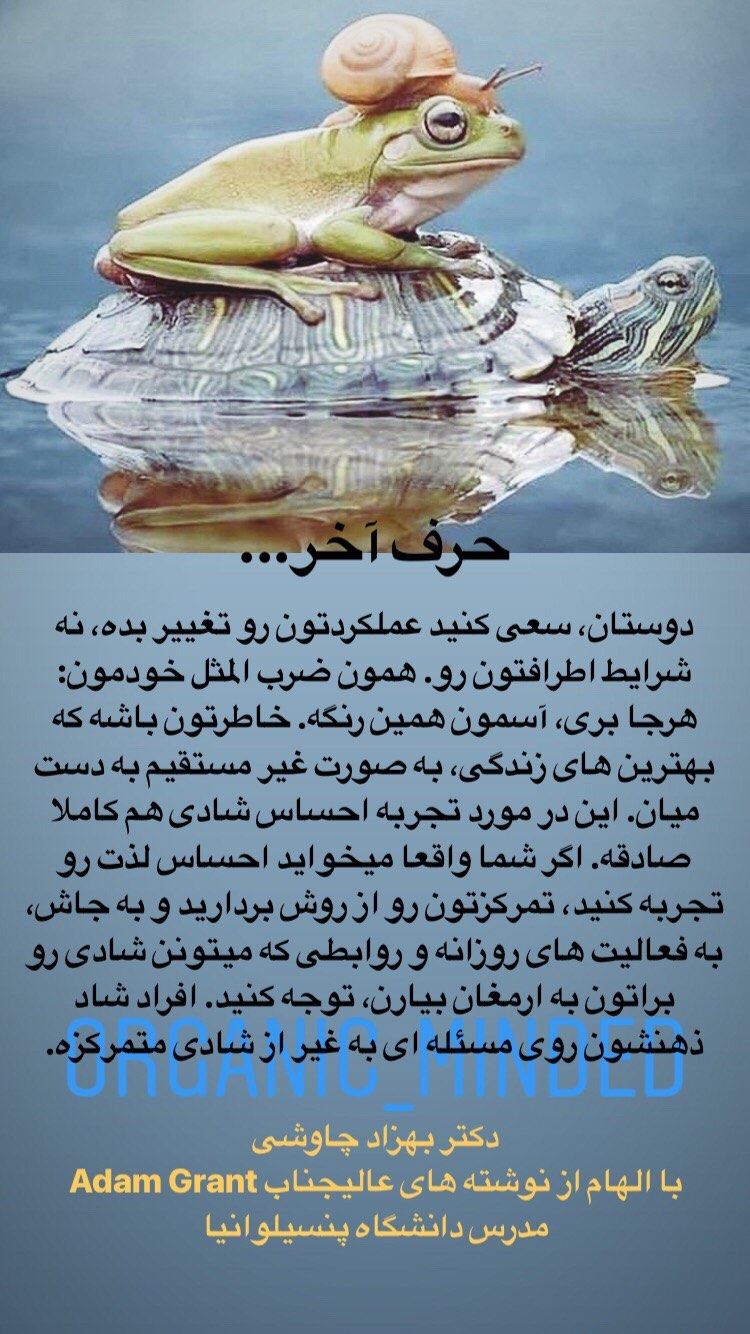 حرف آخر...
دوستان، سعی کنید عملکردتون رو تغییر بده، نه
شرایط اطرافتون رو. همون ضرب المثل خودمون:
هرجا بری، آسمون همین رنگه. خاطرتون باشه که
بهترین های زندگی، به صورت غیر مستقیم به دست
میان. این در مورد تجربه احساس شادی هم کاملا
صادقه. اگر شما واقعا میخواید احساس لذت رو
تجربه کنید، تمرکزتون رو از روش بردارید و به جاش،
به فعالیت های روزانه و روابطی که میتونن شادی رو
براتون به ارمغان بیارن، توجه کنید. افراد شاد
ذهنشون روی مسئله ای به غیر از شادی متمرکزه.
ORGANIC_MINDED
دکتر بهزاد چاوشی
با الهام از نوشته های عالیجناب Adam Grant
مدرس دانشگاه پنسیلوانیا